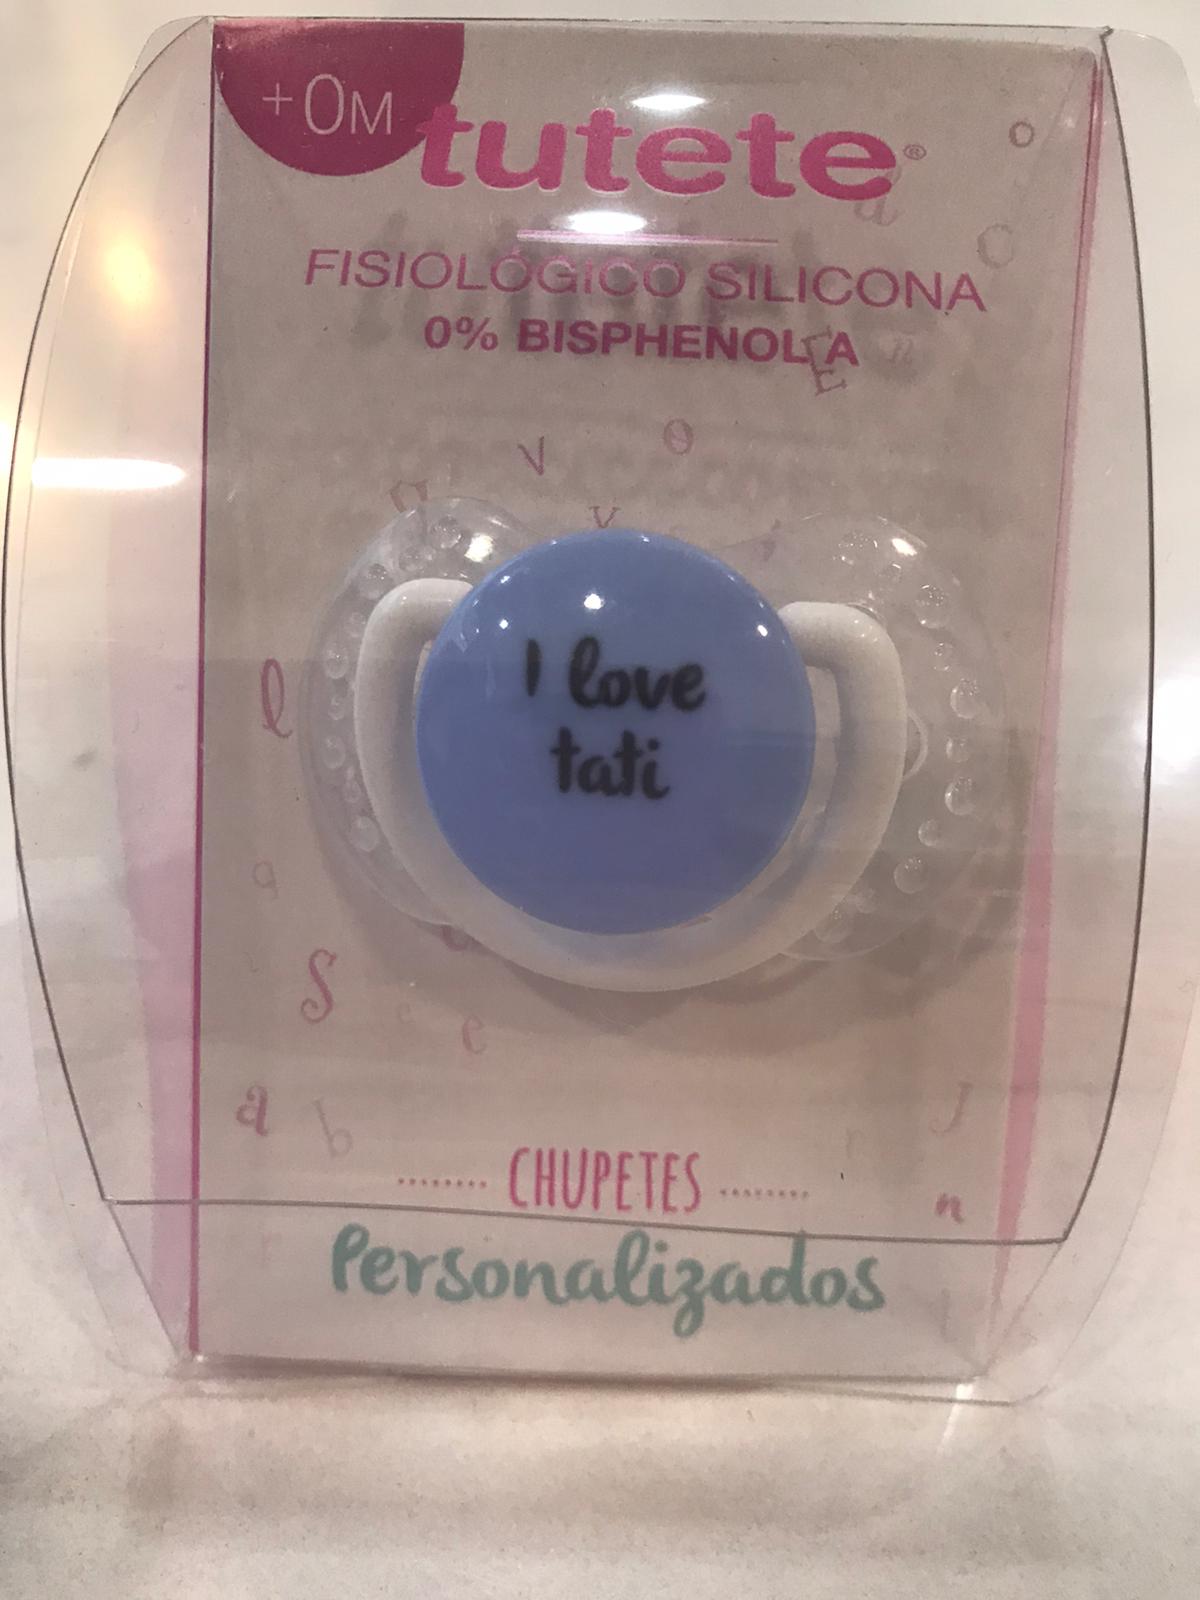 +0M
tutete®
FISIOLÓGICO SILICONA
0% BISPHENOL A
I love
tati
CHUPETES
Personalizados